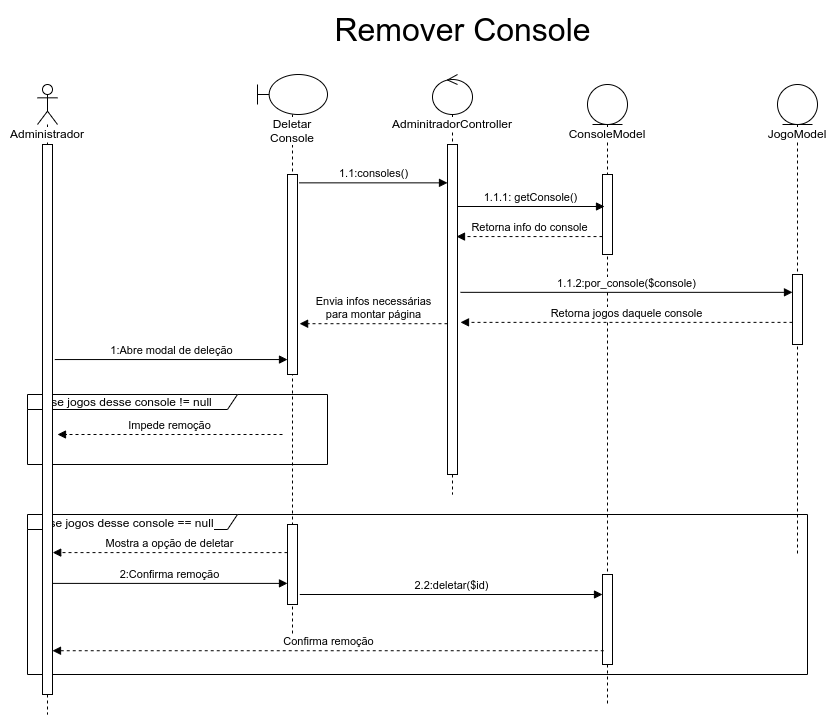 Remover Console
Administrador
Deletar
Console
AdminitradorController
ConsoleModel
JogoModel
1.1:consoles()
1.1.1: getConsole()
Retorna info do console
1.1.2:por_console($console)
Envia infos necessárias
para montar página
Retorna jogos daquele console
1:Abre modal de deleção
se jogos desse console != null
Impede remoção
se jogos desse console == null
Mostra a opção de deletar
2:Confirma remoção
2.2:deletar($id)
Confirma remoção